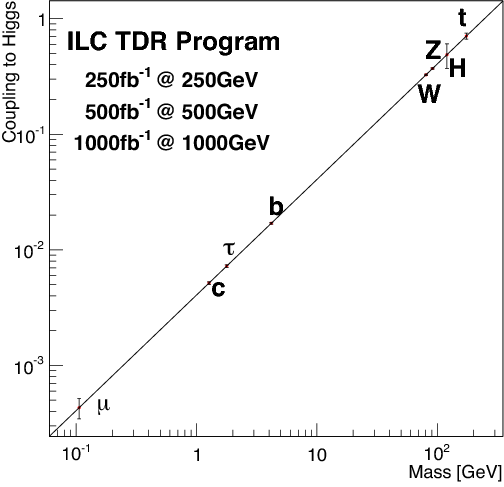 Coupling to Higgs
1
10⁻¹
10⁻²
10⁻³
ILC TDR Program
250fb⁻¹ @ 250GeV
500fb⁻¹ @ 500GeV
1000fb⁻¹ @ 1000GeV
t
Z
H
W
b
τ
c
μ
10⁻¹ 1 10 10²
Mass [GeV]